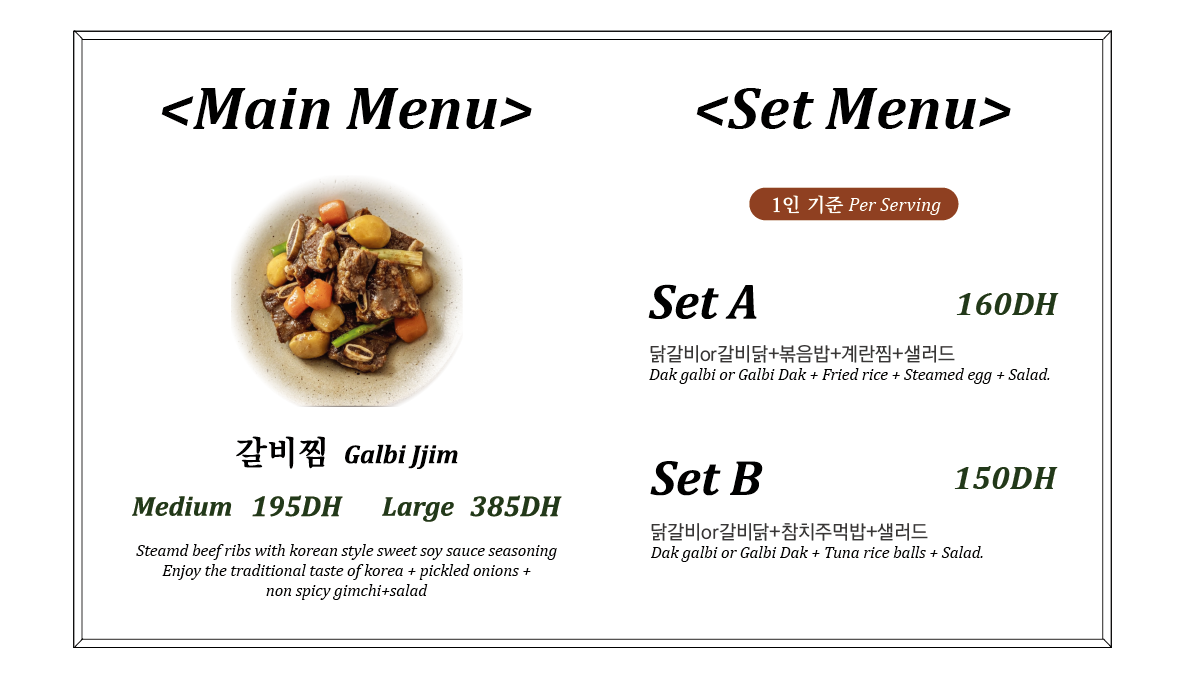 <Main Menu>
갈비찜 Galbi Jjim
Medium 195DH Large 385DH
Steamd beef ribs with korean style sweet soy sauce seasoning
Enjoy the traditional taste of korea + pickled onions +
non spicy gimchi+salad
<Set Menu>
1인 기준 Per Serving
Set A 160DH
닭갈비or갈비닭+볶음밥+계란찜+샐러드
Dak galbi or Galbi Dak + Fried rice + Steamed egg + Salad.
Set B 150DH
닭갈비or갈비닭+참치주먹밥+샐러드
Dak galbi or Galbi Dak + Tuna rice balls + Salad.